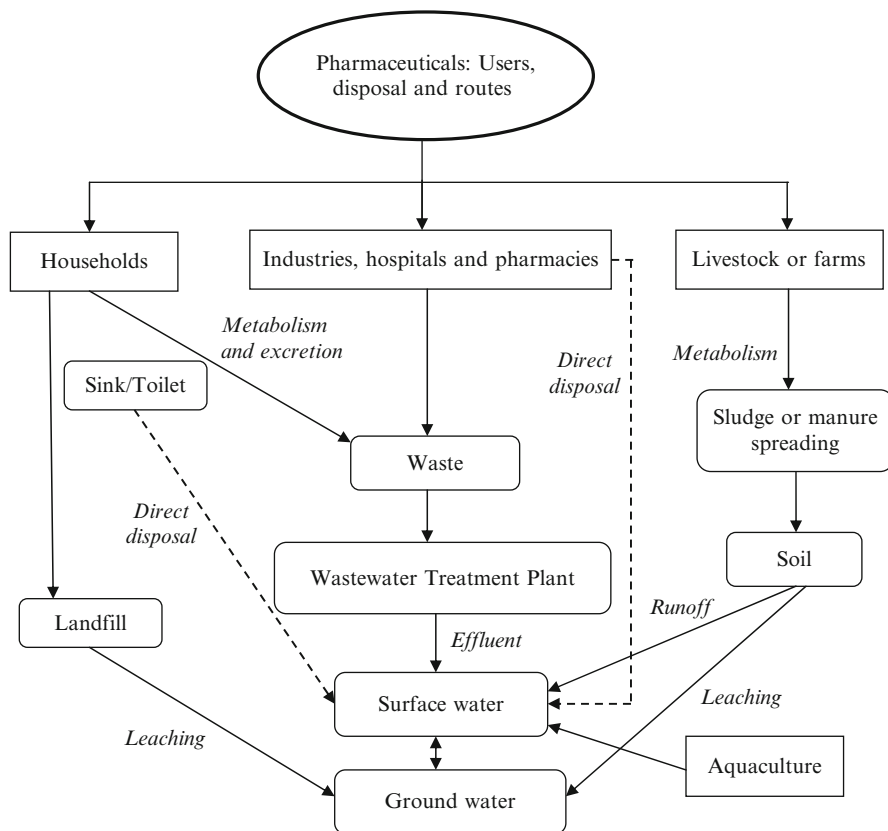 Pharmaceuticals: Users,
disposal and routes
Households
Industries, hospitals and pharmacies
Livestock or farms
Metabolism
and excretion
Direct
disposal
Metabolism
Sink/Toilet
Sludge or manure
spreading
Waste
Direct
disposal
Soil
Wastewater Treatment Plant
Landfill
Runoff
Effluent
Surface water
Leaching
Leaching
Aquaculture
Ground water